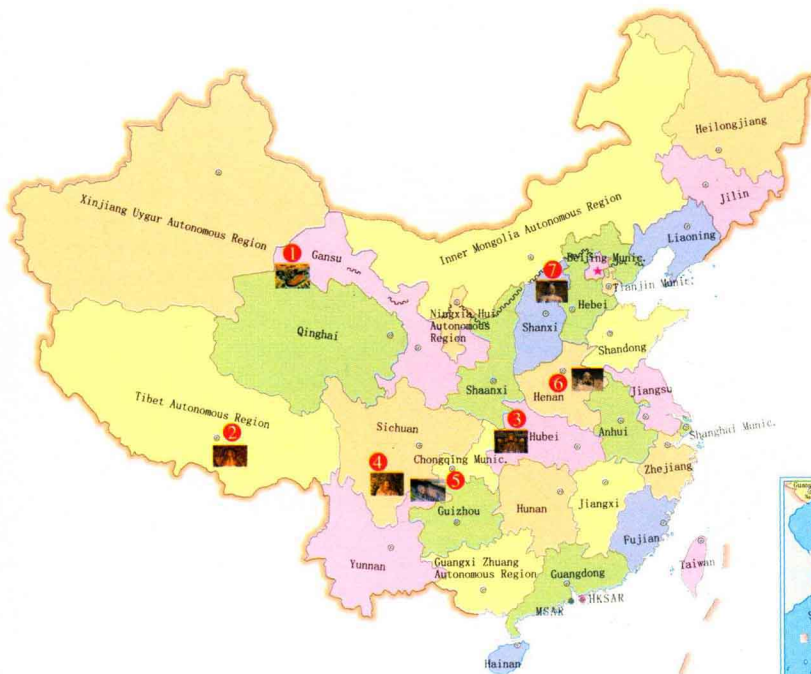 Heilongjiang
Jilin
Liaoning
Inner Mongolia Autonomous Region
Xinjiang Uygur Autonomous Region
1
Gansu
7
Beijing Munic.
Tianjin Munic.
Hebei
Ningxia Hui
Autonomous
Region
Shanxi
Qinghai
Shandong
Shaanxi
6
Henan
Jiangsu
Tibet Autonomous Region
2
Sichuan
3
Hubei
Anhui
Shanghai Munic.
4
Chongqing Munic.
5
Zhejiang
Guizhou
Hunan
Jiangxi
Fujian
Yunnan
Guangxi Zhuang
Autonomous Region
Guangdong
Taiwan
MSAR
HKSAR
Hainan